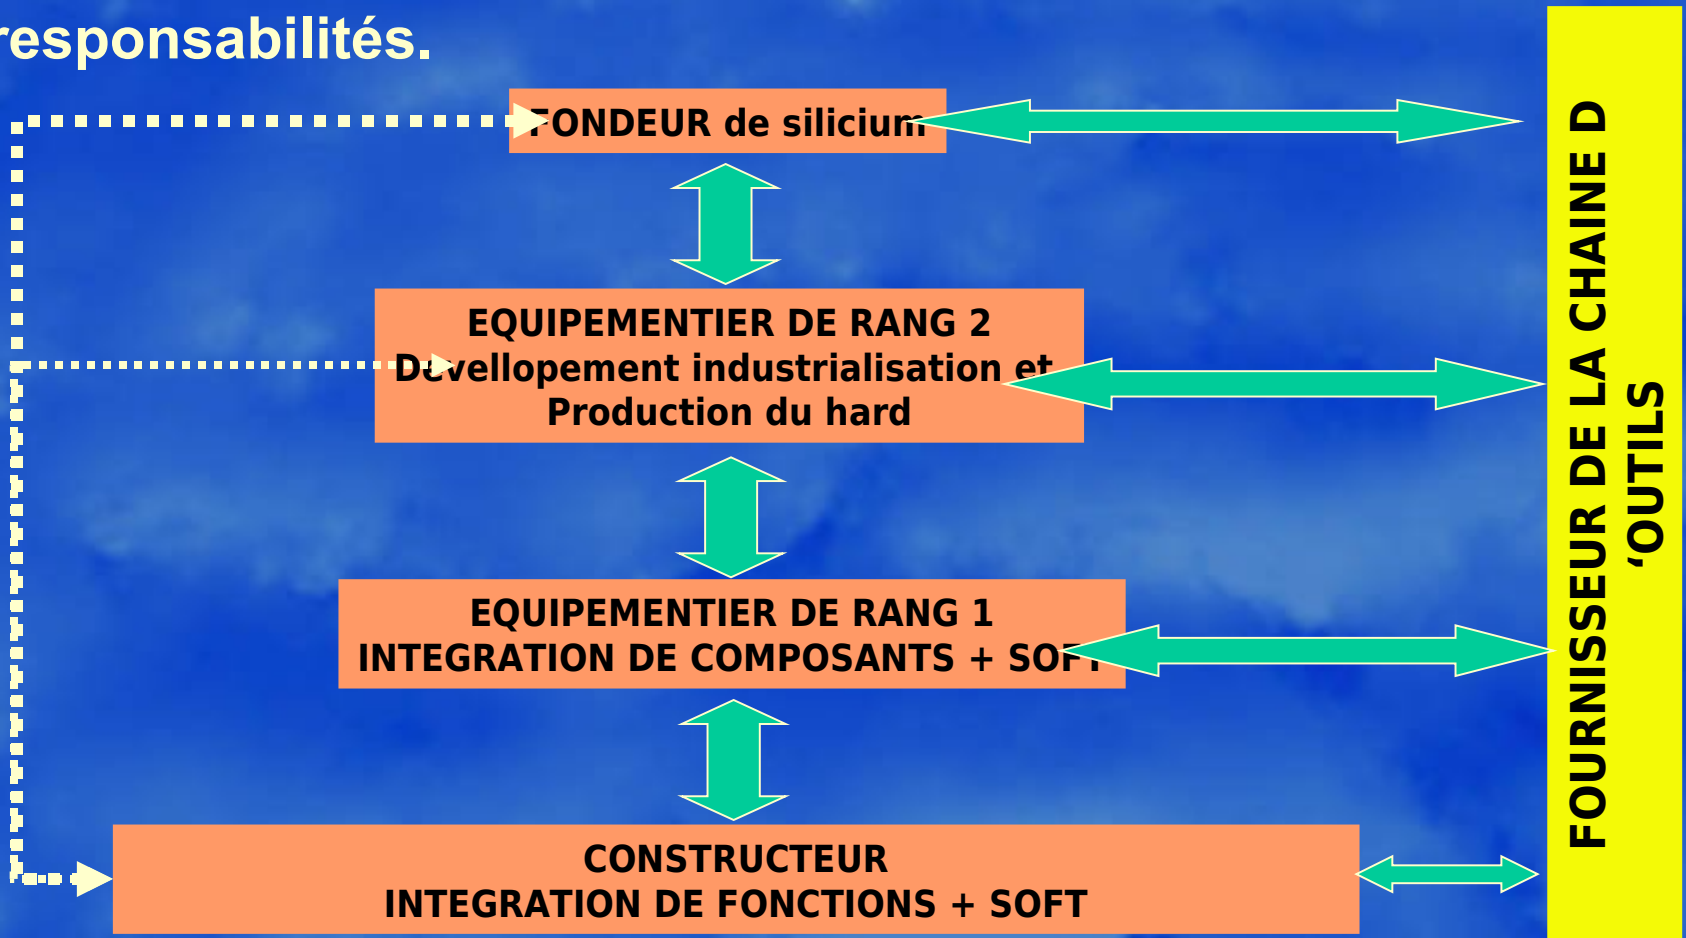 responsabilités.
FONDEUR de silicium
EQUIPEMENTIER DE RANG 2
Dévellopement industrialisation et
Production du hard
EQUIPEMENTIER DE RANG 1
INTEGRATION DE COMPOSANTS + SOFT
CONSTRUCTEUR
INTEGRATION DE FONCTIONS + SOFT
FOURNISSEUR DE LA CHAINE D
‘OUTILS